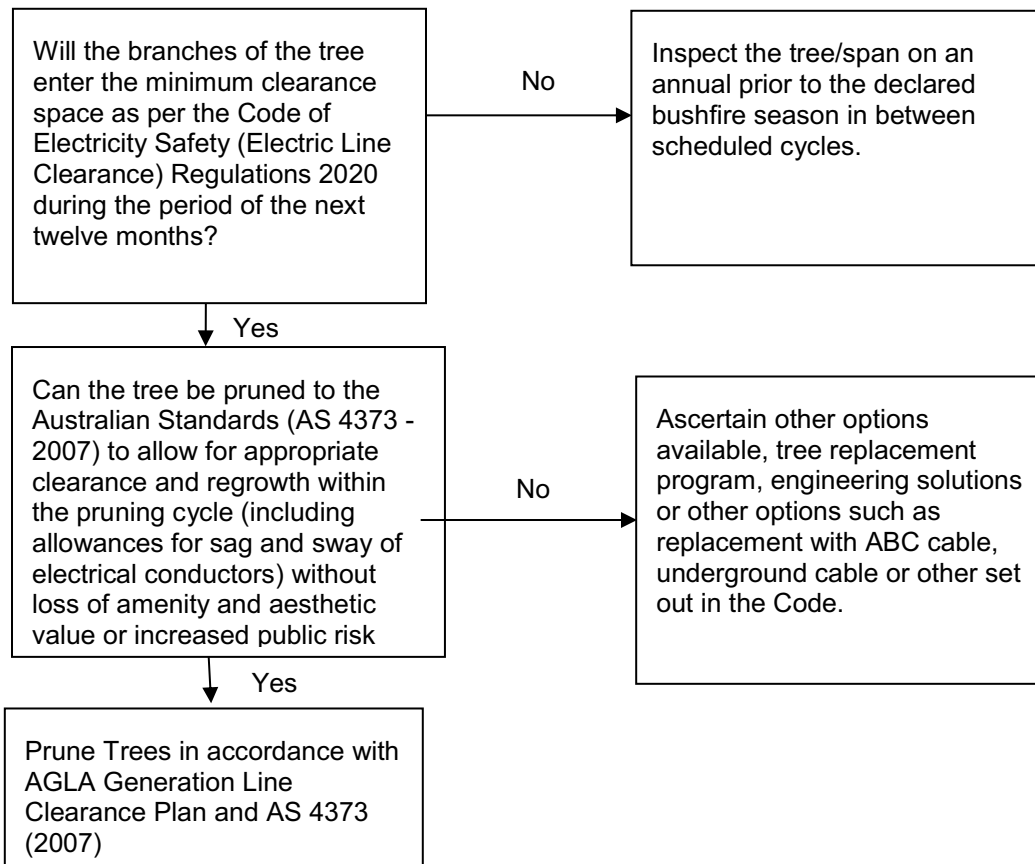 Will the branches of the tree
enter the minimum clearance
space as per the Code of
Electricity Safety (Electric Line
Clearance) Regulations 2020
during the period of the next
twelve months?
No
Inspect the tree/span on an
annual prior to the declared
bushfire season in between
scheduled cycles.
Yes
Can the tree be pruned to the
Australian Standards (AS 4373 -
2007) to allow for appropriate
clearance and regrowth within
the pruning cycle (including
allowances for sag and sway of
electrical conductors) without
loss of amenity and aesthetic
value or increased public risk
No
Ascertain other options
available, tree replacement
program, engineering solutions
or other options such as
replacement with ABC cable,
underground cable or other set
out in the Code.
Yes
Prune Trees in accordance with
AGLA Generation Line
Clearance Plan and AS 4373
(2007)